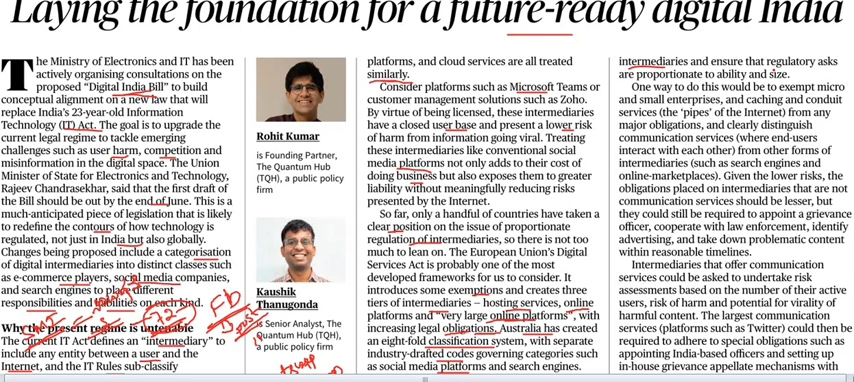 Laying the foundation for a future-ready digital India
The Ministry of Electronics and IT has been
actively organising consultations on the
proposed “Digital India Bill” to build
conceptual alignment on a new law that will
replace India’s 23-year-old Information
Technology (IT) Act. The goal is to upgrade the
current legal regime to tackle emerging
challenges such as user harm, competition and
misinformation in the digital space. The Union
Minister of State for Electronics and Technology,
Rajeev Chandrasekhar, said that the first draft of
the Bill should be out by the end of June. This is a
much-anticipated piece of legislation that is likely
to redefine the contours of how technology is
regulated, not just in India but also globally.
Changes being proposed include a categorisation
of digital intermediaries into distinct classes such
as e-commerce players, social media companies,
and search engines to place different
responsibilities and liabilities on each kind.
Why the present regime is untenable
The current IT Act defines an “intermediary” to
include any entity between a user and the
Internet, and the IT Rules sub-classify
Rohit Kumar
is Founding Partner,
The Quantum Hub
(TQH), a public policy
firm
Kaushik
Thanugonda
is Senior Analyst, The
Quantum Hub (TQH),
a public policy firm
FB
72
platforms, and cloud services are all treated
similarly.
Consider platforms such as Microsoft Teams or
customer management solutions such as Zoho.
By virtue of being licensed, these intermediaries
have a closed user base and present a lower risk
of harm from information going viral. Treating
these intermediaries like conventional social
media platforms not only adds to their cost of
doing business but also exposes them to greater
liability without meaningfully reducing risks
presented by the Internet.
So far, only a handful of countries have taken a
clear position on the issue of proportionate
regulation of intermediaries, so there is not too
much to lean on. The European Union’s Digital
Services Act is probably one of the most
developed frameworks for us to consider. It
introduces some exemptions and creates three
tiers of intermediaries — hosting services, online
platforms and “very large online platforms”, with
increasing legal obligations. Australia has created
an eight-fold classification system, with separate
industry-drafted codes governing categories such
as social media platforms and search engines.
intermediaries and ensure that regulatory asks
are proportionate to ability and size.
One way to do this would be to exempt micro
and small enterprises, and caching and conduit
services (the ‘pipes’ of the Internet) from any
major obligations, and clearly distinguish
communication services (where end-users
interact with each other) from other forms of
intermediaries (such as search engines and
online-marketplaces). Given the lower risks, the
obligations placed on intermediaries that are not
communication services should be lesser, but
they could still be required to appoint a grievance
officer, cooperate with law enforcement, identify
advertising, and take down problematic content
within reasonable timelines.
Intermediaries that offer communication
services could be asked to undertake risk
assessments based on the number of their active
users, risk of harm and potential for virality of
harmful content. The largest communication
services (platforms such as Twitter) could then be
required to adhere to special obligations such as
appointing India-based officers and setting up
in-house grievance appellate mechanisms with